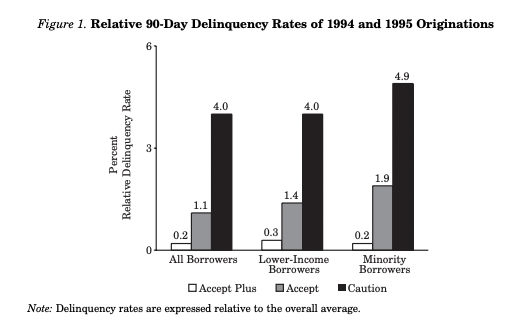 Figure 1. Relative 90-Day Delinquency Rates of 1994 and 1995 Originations
Percent
Relative Delinquency Rate
6
3
0
0.2
1.1
4.0
0.3
1.4
4.0
0.2
1.9
4.9
All Borrowers
Lower-Income
Borrowers
Minority
Borrowers
Accept Plus
Accept
Caution
Note: Delinquency rates are expressed relative to the overall average.